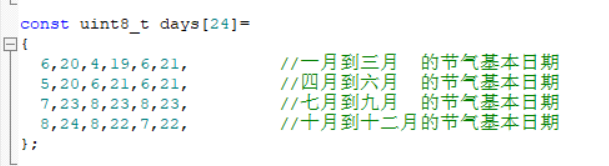 const uint8_t days[24]=
{
6,20,4,19,6,21, //一月到三月 的节气基本日期
5,20,6,21,6,21, //四月到六月 的节气基本日期
7,23,8,23,8,23, //七月到九月 的节气基本日期
8,24,8,22,7,22, //十月到十二月的节气基本日期
};